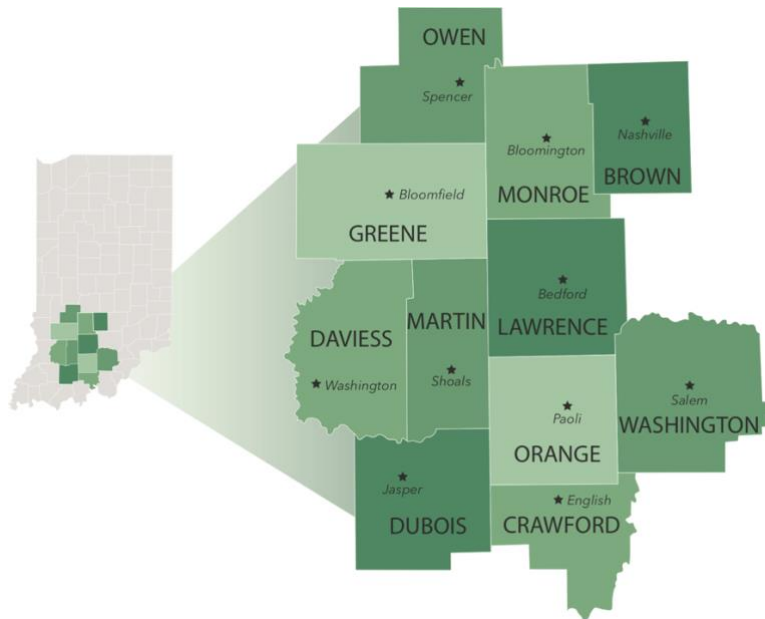 OWEN
Spencer
Nashville
Bloomington
BROWN
MONROE
Bloomfield
GREENE
Bedford
LAWRENCE
MARTIN
DAVIESS
Shoals
Washington
Salem
WASHINGTON
Paoli
ORANGE
Jasper
DUBOIS
English
CRAWFORD